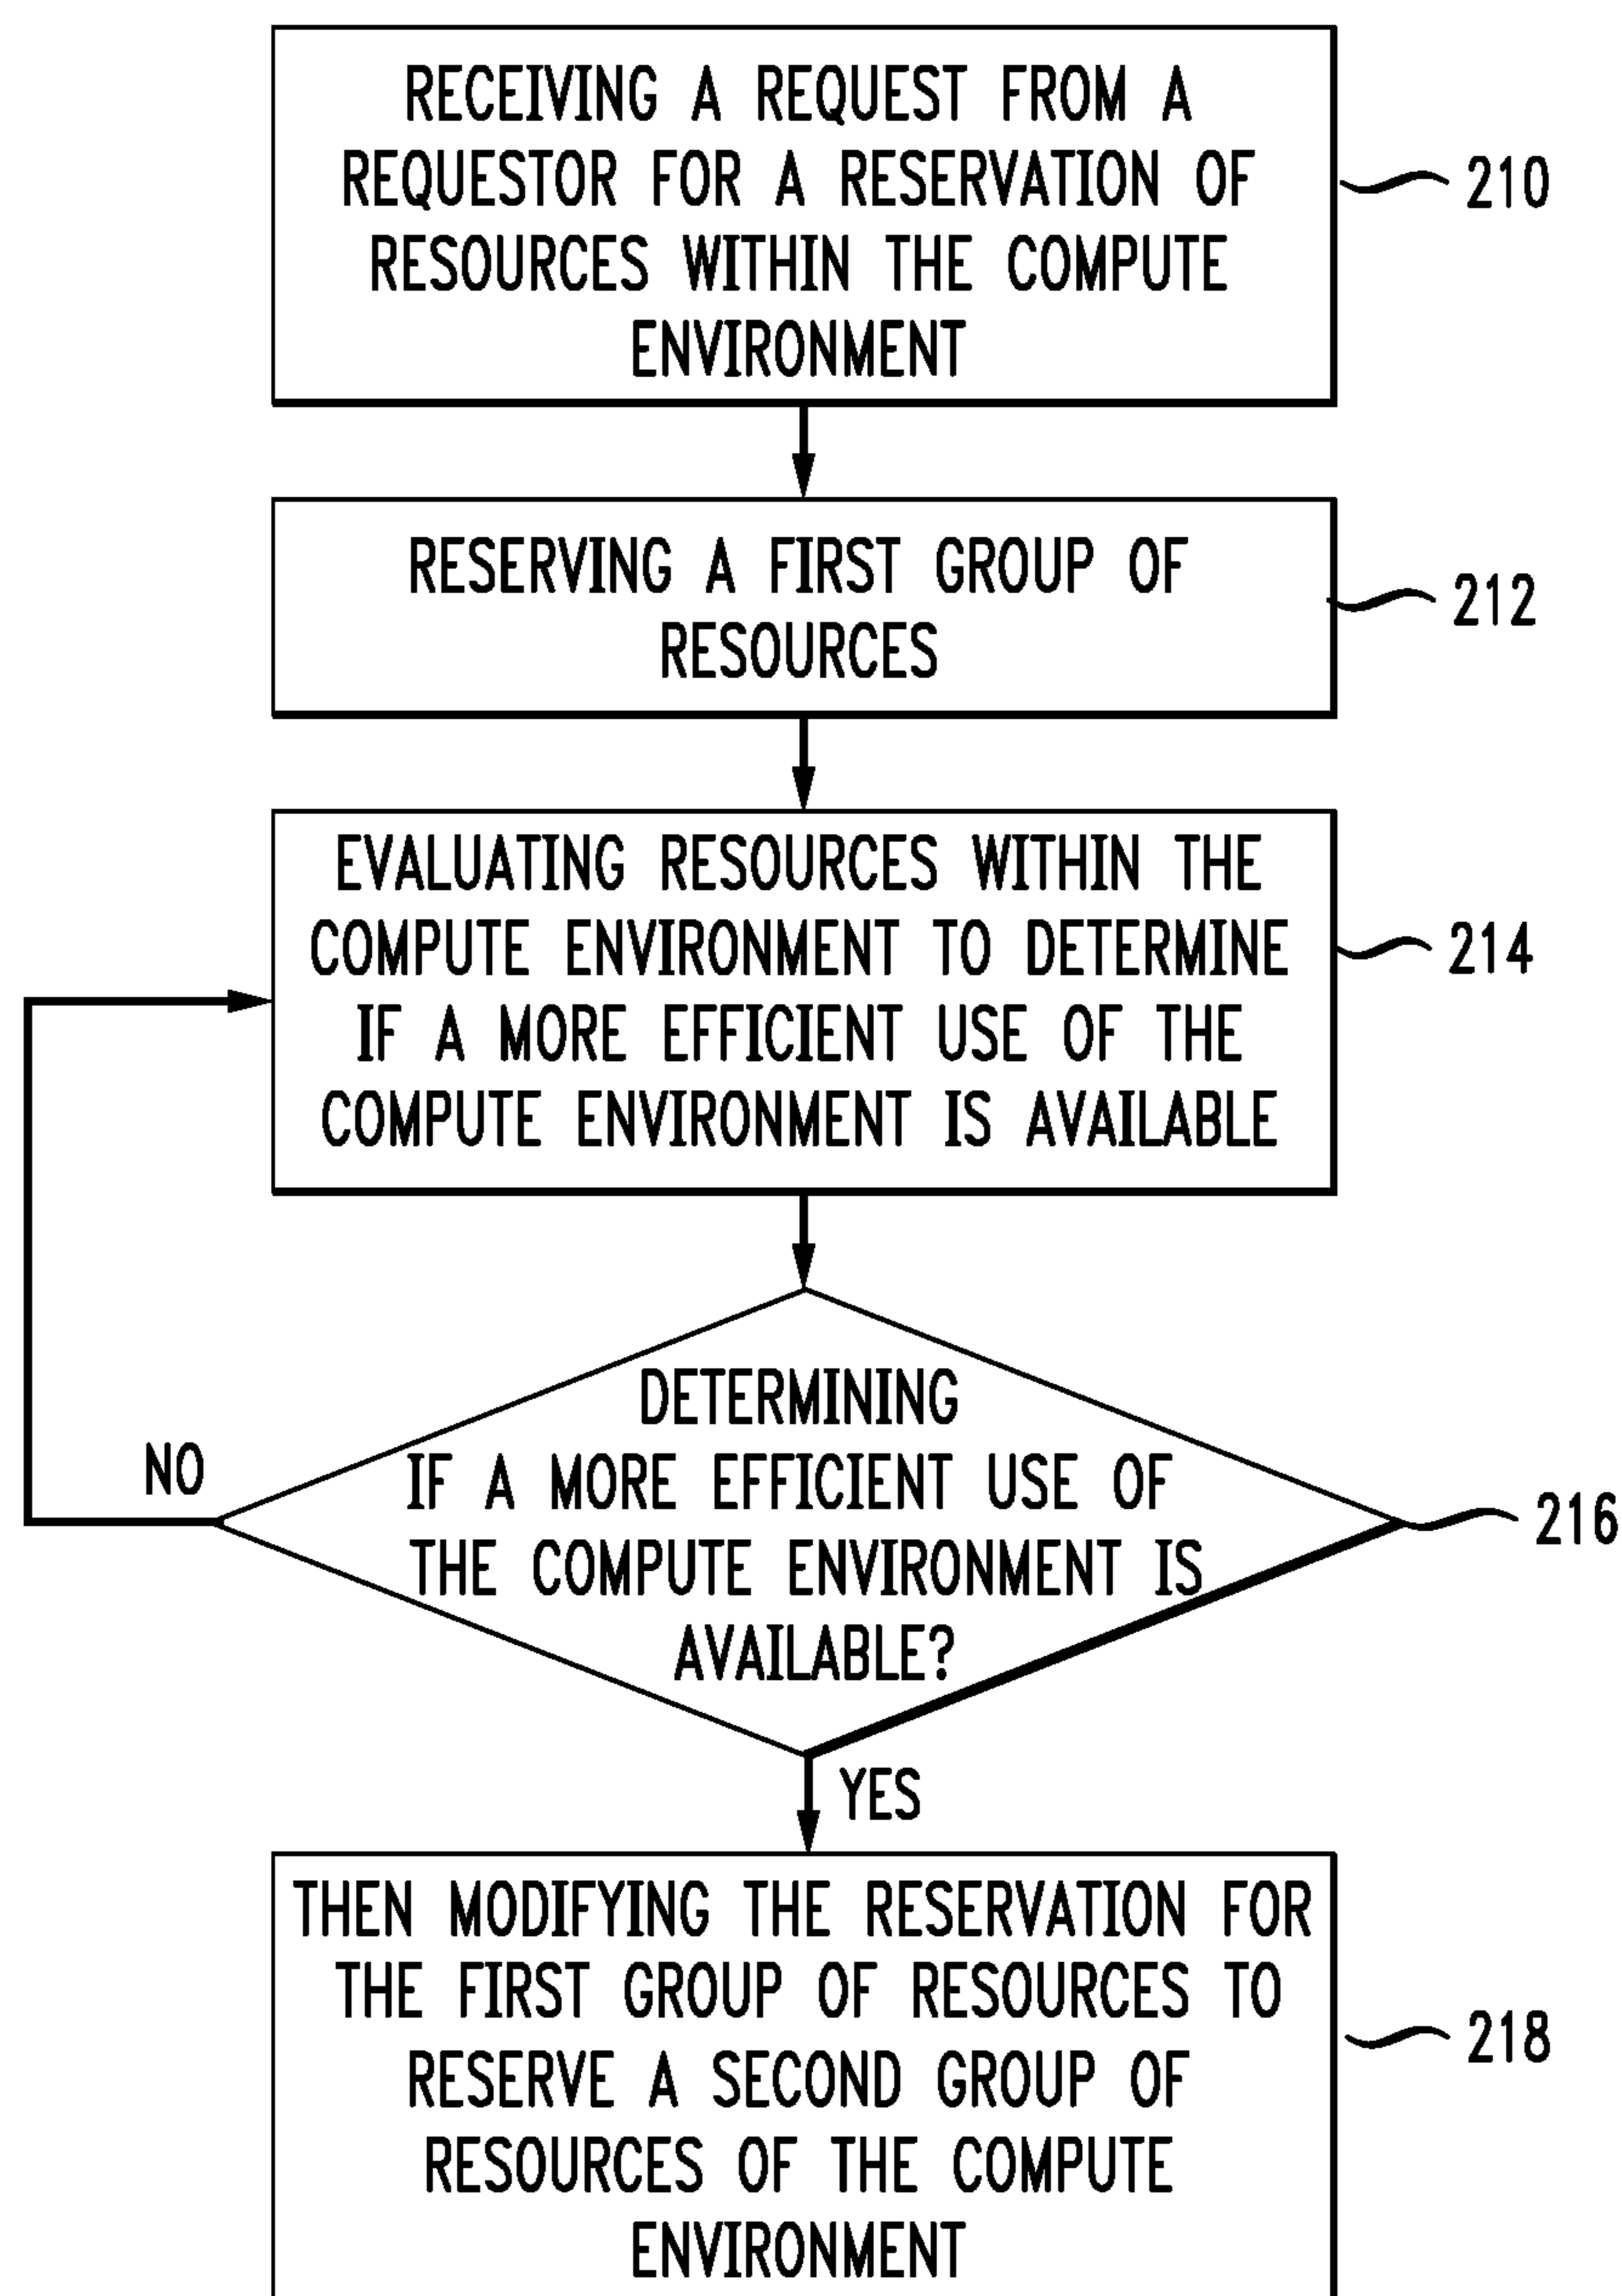 RECEIVING A REQUEST FROM A
REQUESTOR FOR A RESERVATION OF
RESOURCES WITHIN THE COMPUTE
ENVIRONMENT
210
RESERVING A FIRST GROUP OF
RESOURCES
212
EVALUATING RESOURCES WITHIN THE
COMPUTE ENVIRONMENT TO DETERMINE
IF A MORE EFFICIENT USE OF THE
COMPUTE ENVIRONMENT IS AVAILABLE
214
DETERMINING
IF A MORE EFFICIENT USE OF
THE COMPUTE ENVIRONMENT IS
AVAILABLE?
NO
216
YES
THEN MODIFYING THE RESERVATION FOR
THE FIRST GROUP OF RESOURCES TO
RESERVE A SECOND GROUP OF
RESOURCES OF THE COMPUTE
ENVIRONMENT
218